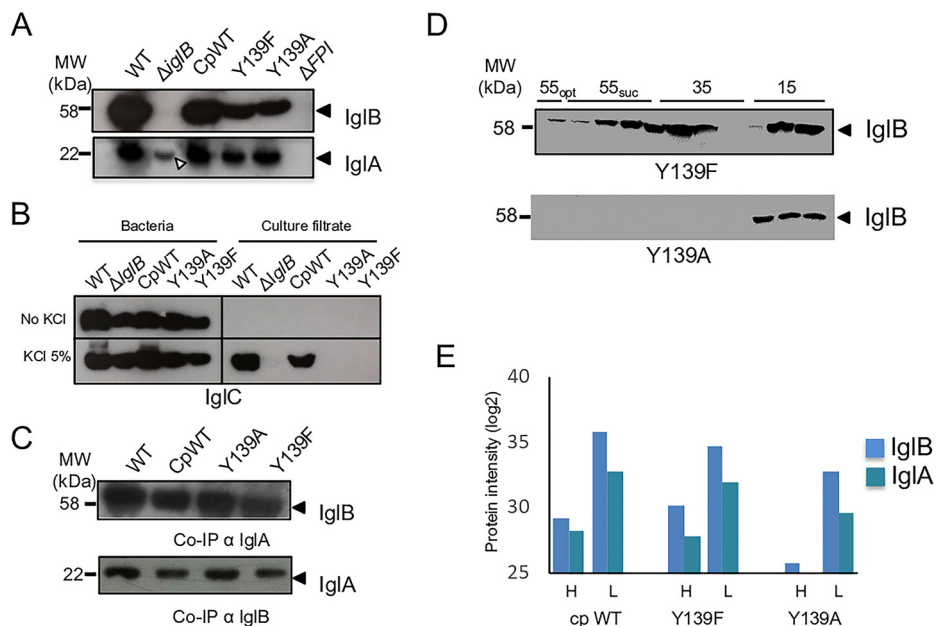 A
MW
(kDa)
WT
ΔiglB
CpWT
Y139F
Y139A
ΔFPI
58
IglB
22
IglA
B
Bacteria
Culture filtrate
WT
ΔIglB
CpWT
Y139A
Y139F
WT
ΔIglB
CpWT
Y139A
Y139F
No KCl
KCl 5%
IglC
C
MW
(kDa)
WT
CpWT
Y139A
Y139F
58
IglB
Co-IP α IglA
22
IglA
Co-IP α IglB
D
MW
(kDa)
55opt
55suc
35
15
58
IglB
Y139F
58
IglB
Y139A
E
Protein intensity (log2)
40
35
30
25
H
L
H
L
H
L
cp WT
Y139F
Y139A
IglB
IglA